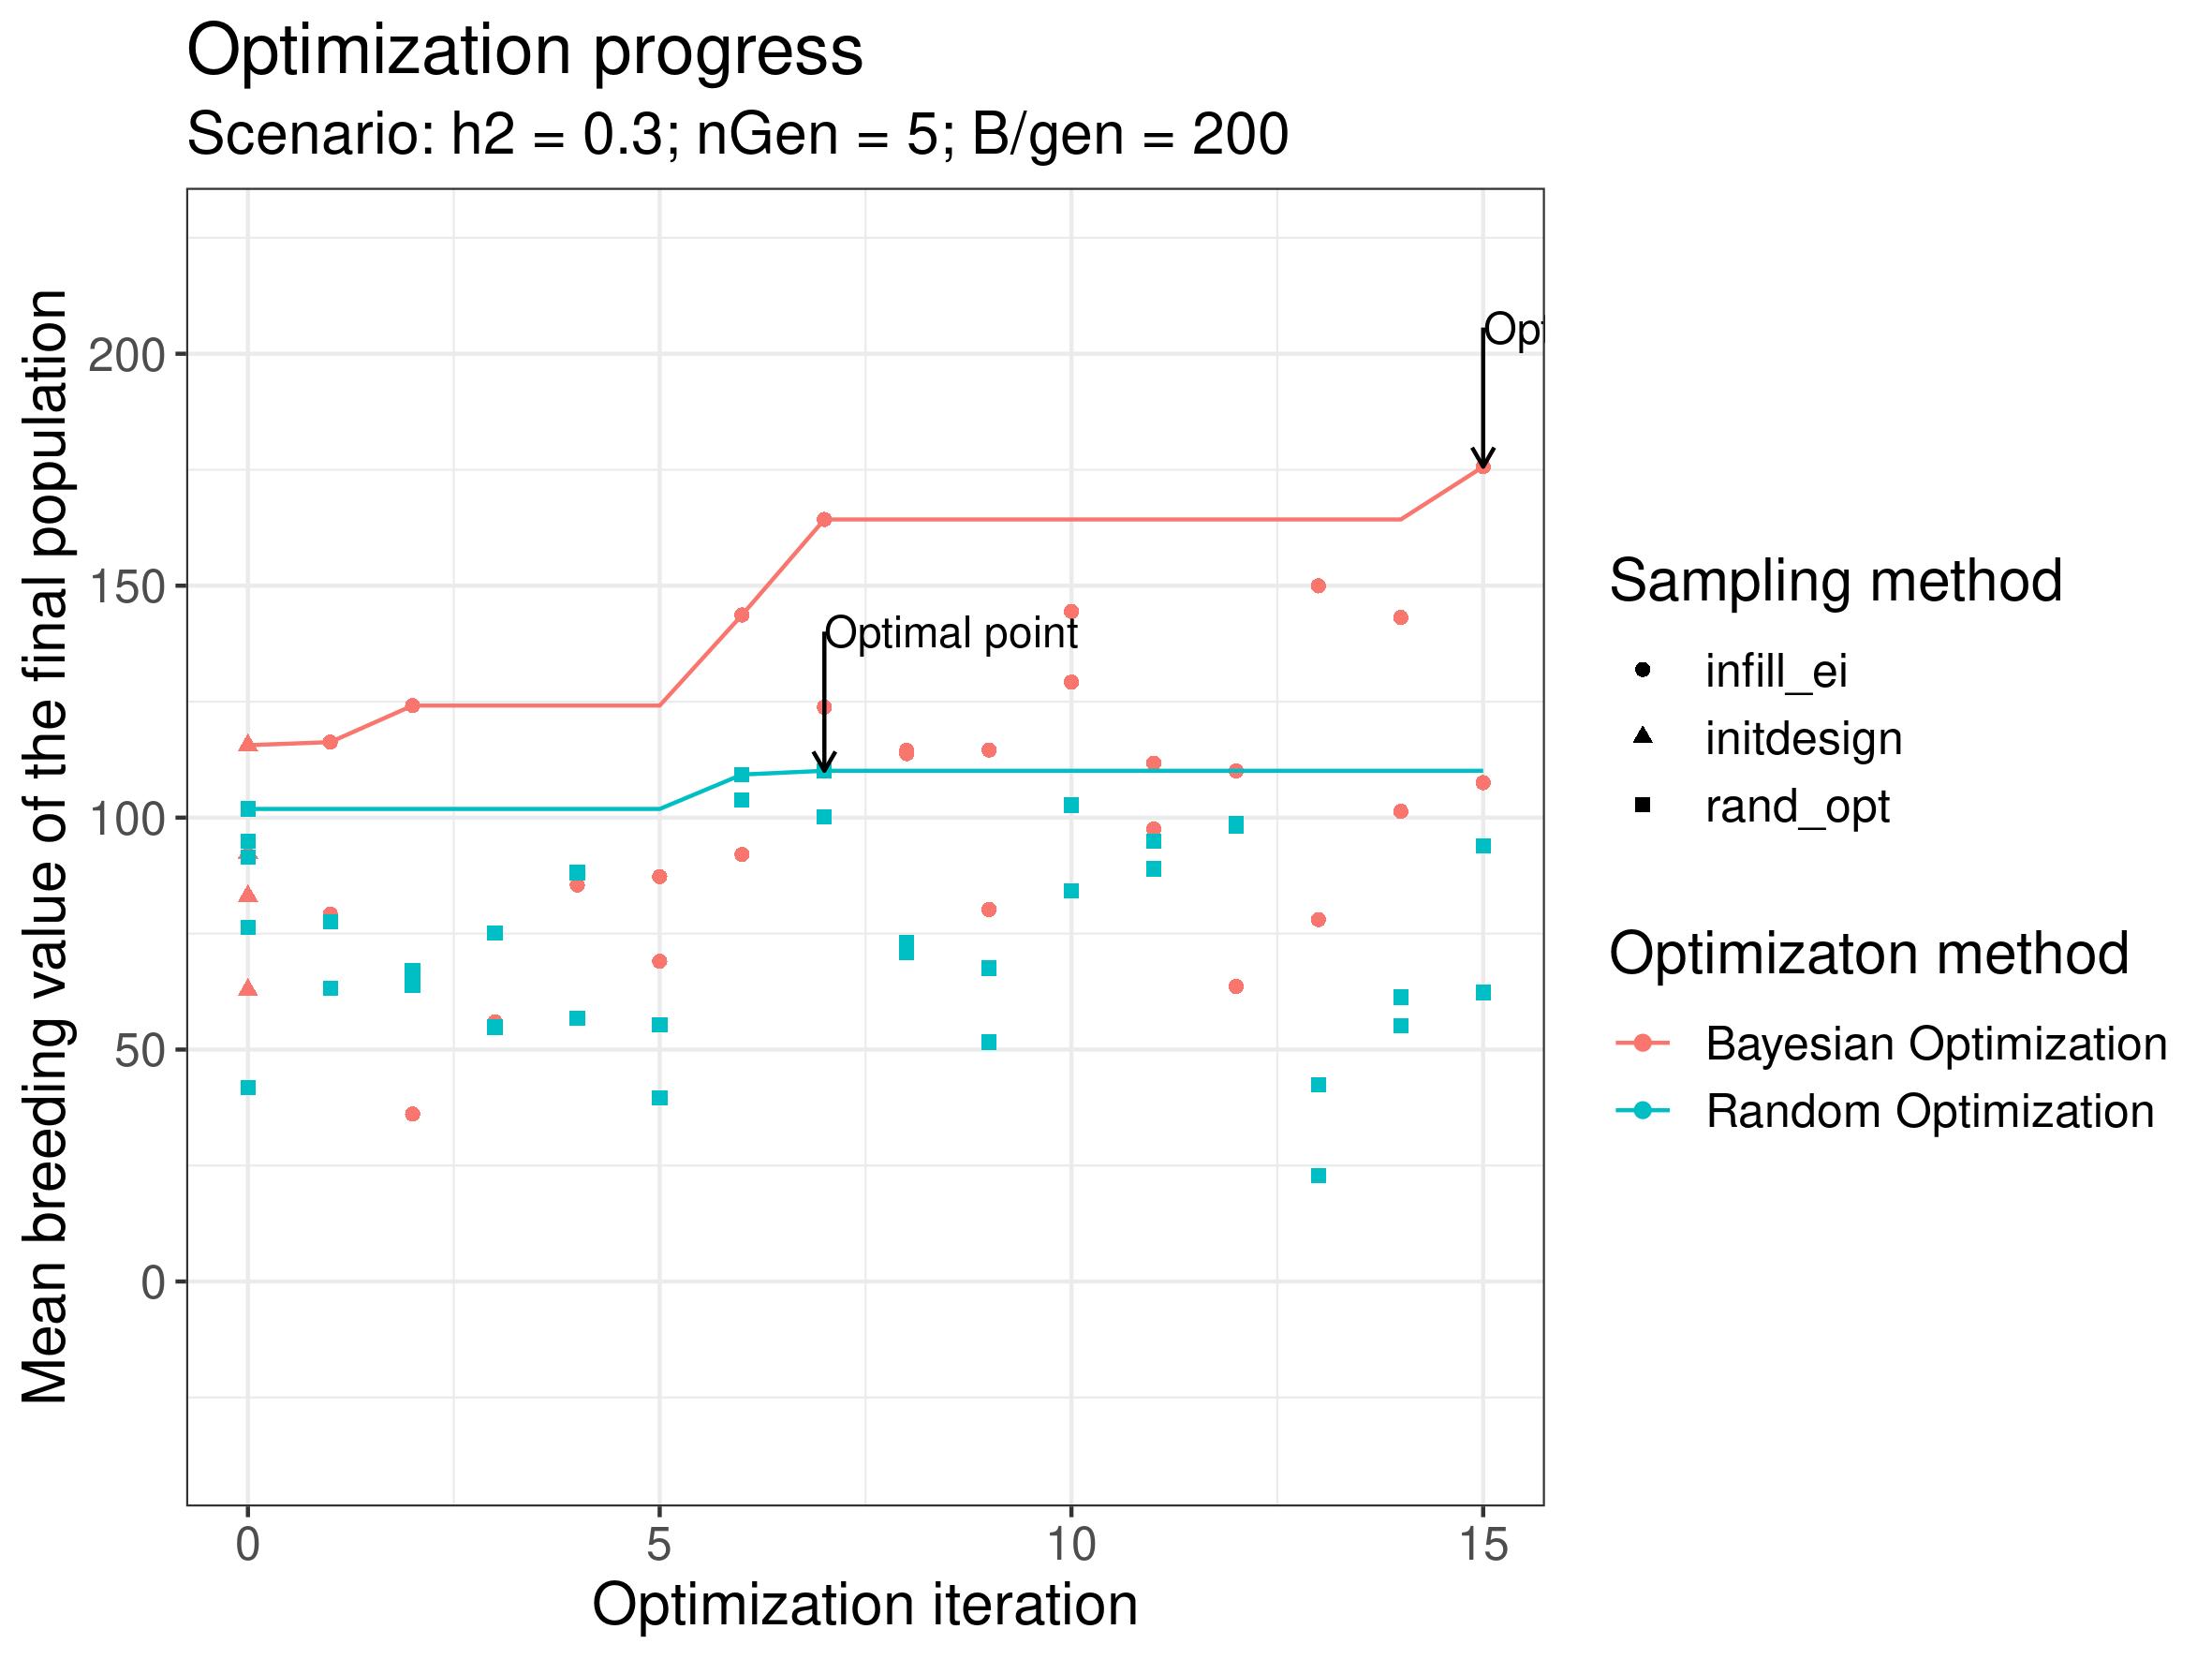 Optimization progress
Scenario: h2 = 0.3; nGen = 5; B/gen = 200
Mean breeding value of the final population
200
150
100
50
0
Opt
Optimal point
0
5
10
15
Optimization iteration
Sampling method
infill_ei
initdesign
rand_opt
Optimizaton method
Bayesian Optimization
Random Optimization